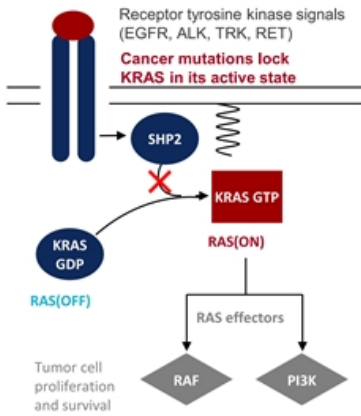 Receptor tyrosine kinase signals
(EGFR, ALK, TRK, RET)
Cancer mutations lock
KRAS in its active state
SHP2
KRAS GTP
KRAS
GDP
RAS(ON)
RAS(OFF)
RAS effectors
Tumor cell
proliferation
and survival
RAF
PI3K